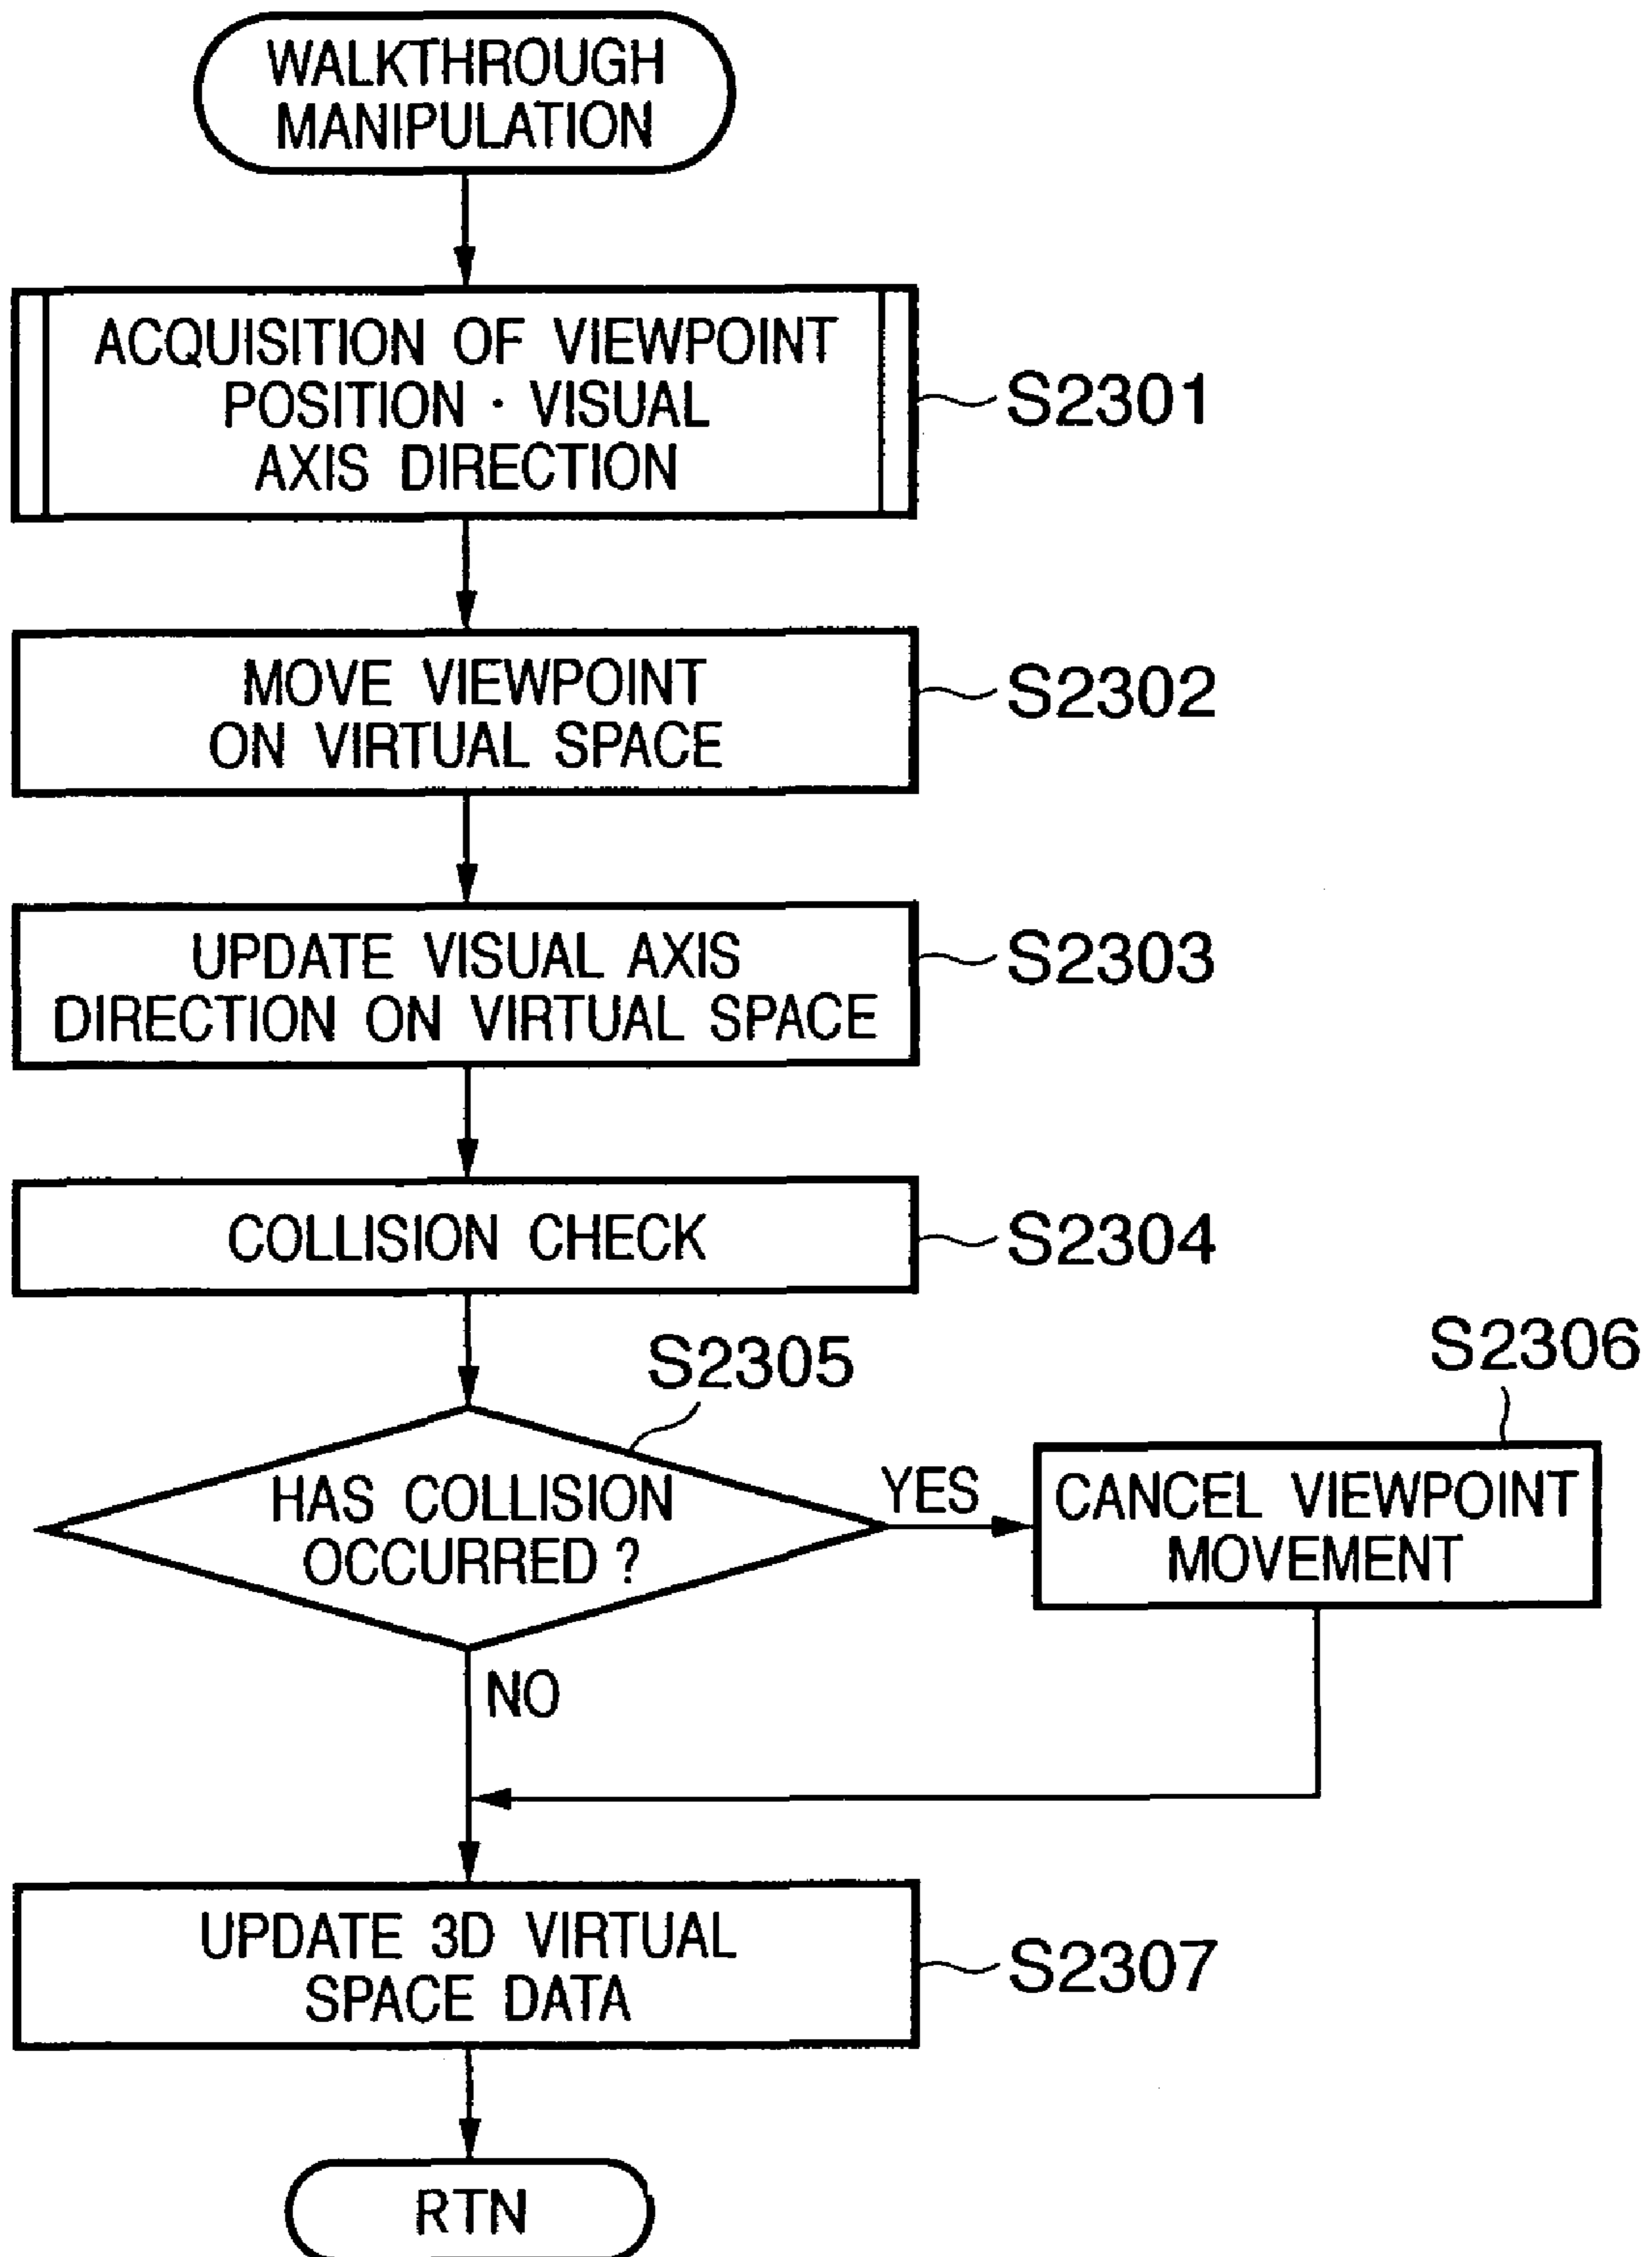 WALKTHROUGH
MANIPULATION
ACQUISITION OF VIEWPOINT
POSITION · VISUAL
AXIS DIRECTION
S2301
MOVE VIEWPOINT
ON VIRTUAL SPACE
S2302
UPDATE VISUAL AXIS
DIRECTION ON VIRTUAL SPACE
S2303
COLLISION CHECK
S2304
S2305
S2306
HAS COLLISION
OCCURRED ?
YES
CANCEL VIEWPOINT
MOVEMENT
NO
UPDATE 3D VIRTUAL
SPACE DATA
S2307
RTN